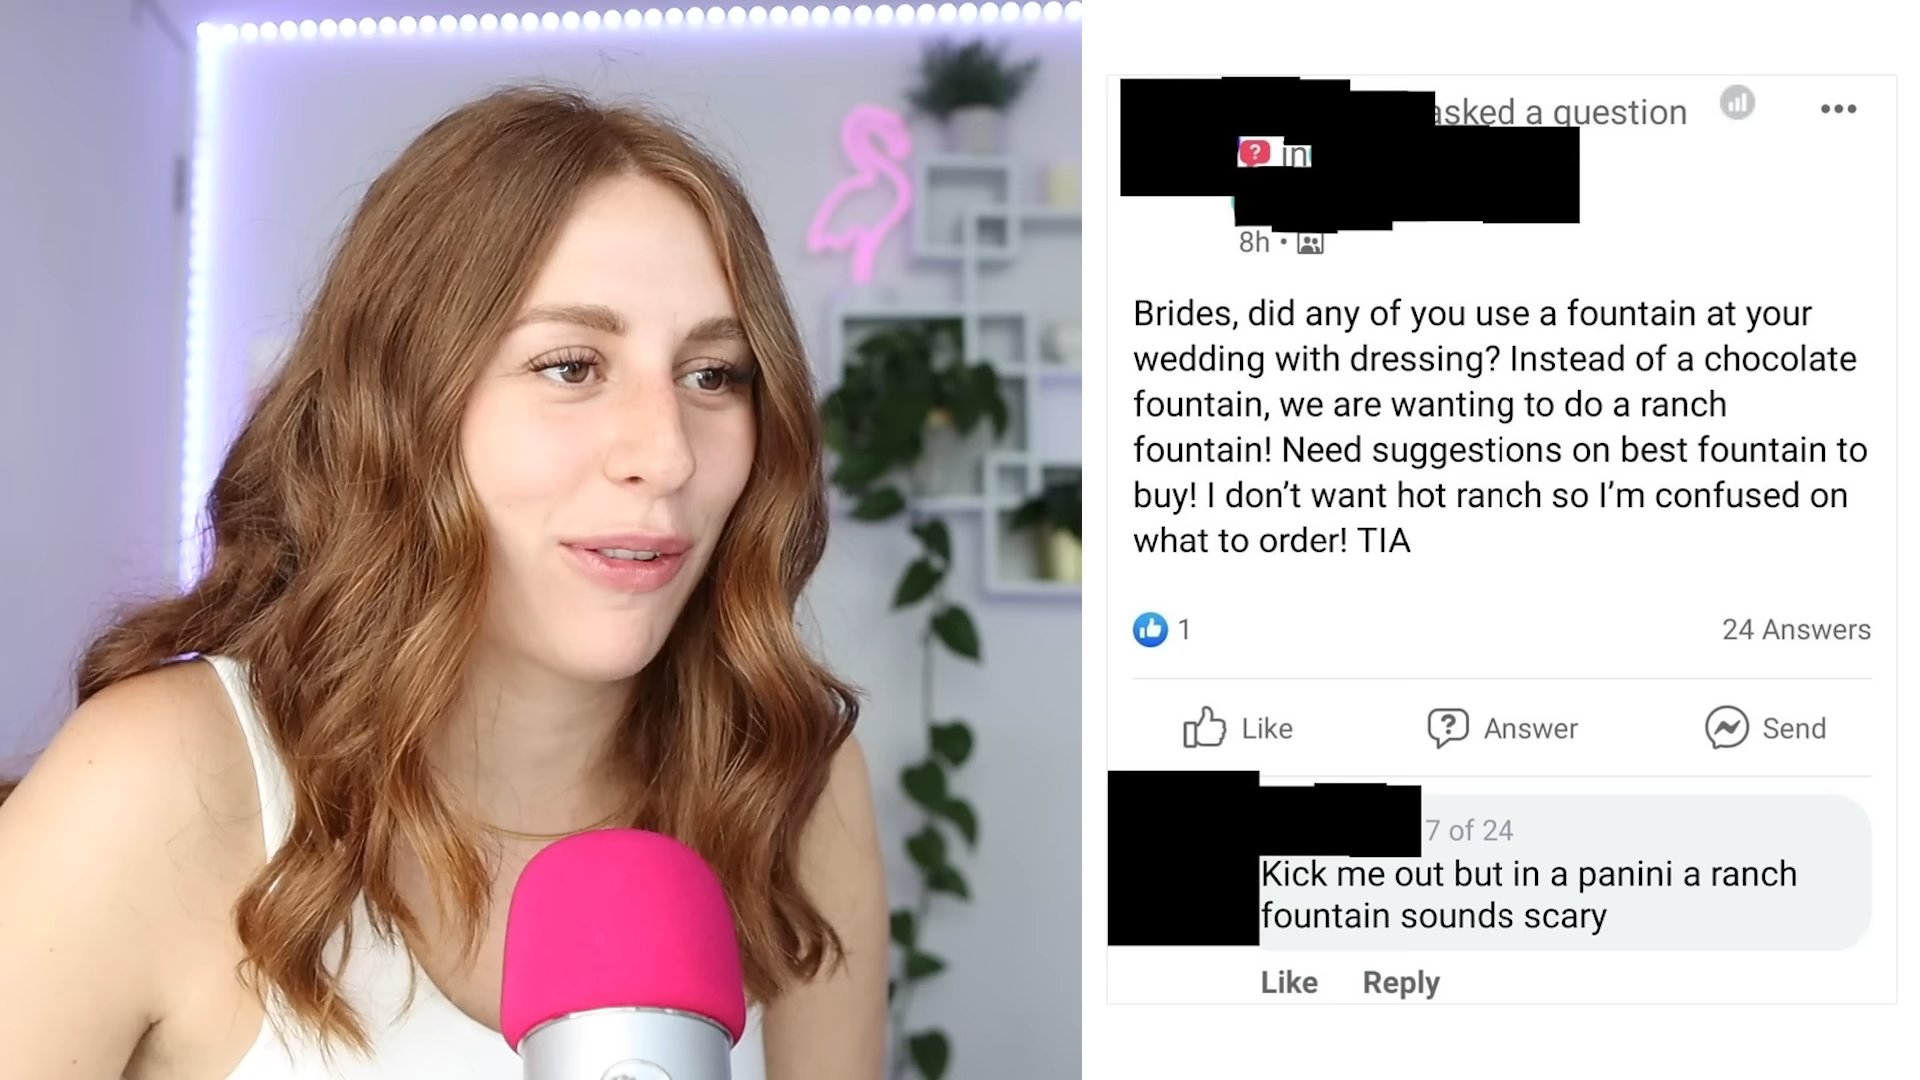 asked a question
in
8h
Brides, did any of you use a fountain at your
wedding with dressing? Instead of a chocolate
fountain, we are wanting to do a ranch
fountain! Need suggestions on best fountain to
buy! I don’t want hot ranch so I’m confused on
what to order! TIA
1
24 Answers
Like
Answer
Send
7 of 24
Kick me out but in a panini a ranch
fountain sounds scary
Like
Reply